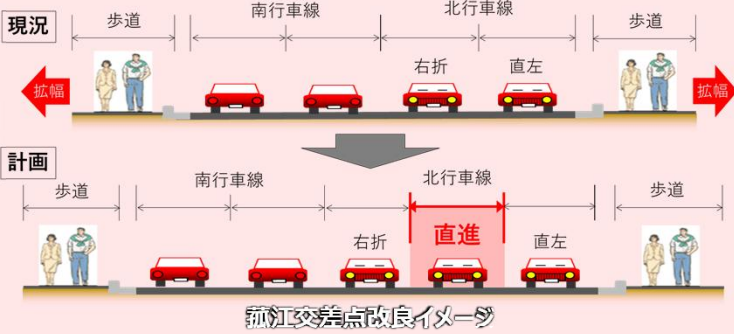 現況
歩道
南行車線
北行車線
歩道
右折
直左
拡幅
拡幅
計画
歩道
南行車線
北行車線
歩道
右折
直進
直左
菰江交差点改良イメージ